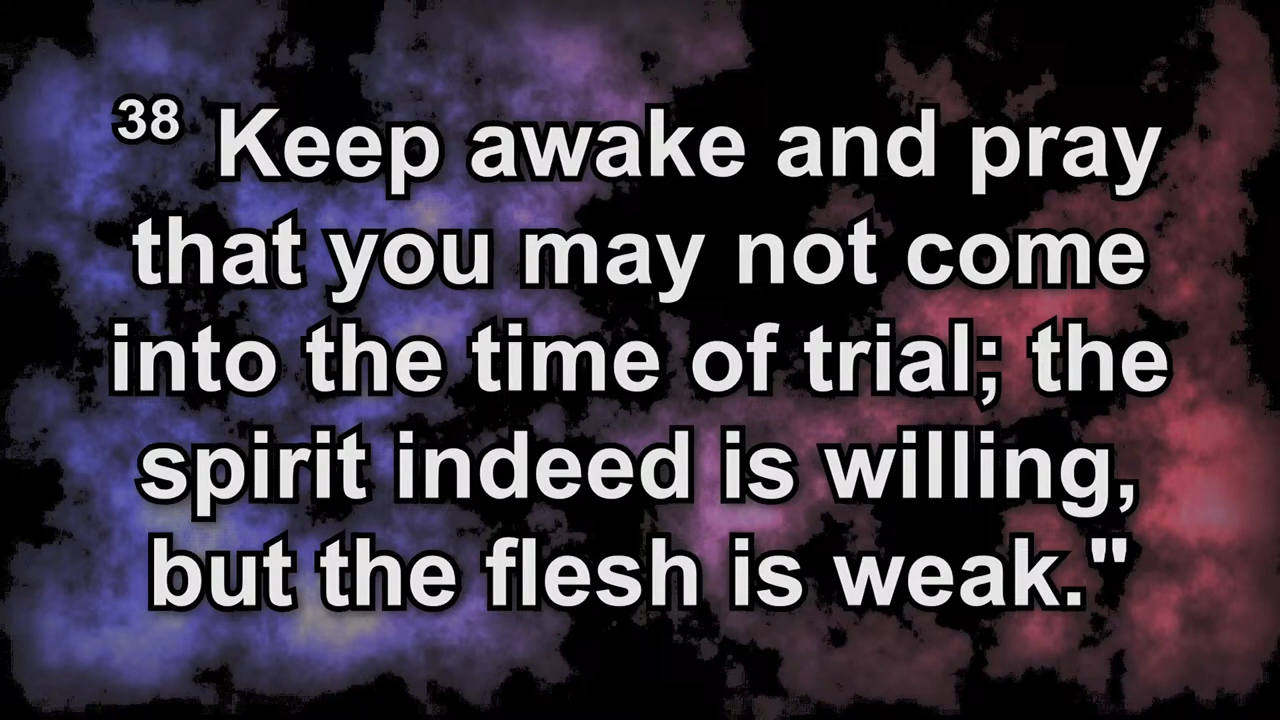 38 Keep awake and pray
that you may not come
into the time of trial; the
spirit indeed is willing,
but the flesh is weak."